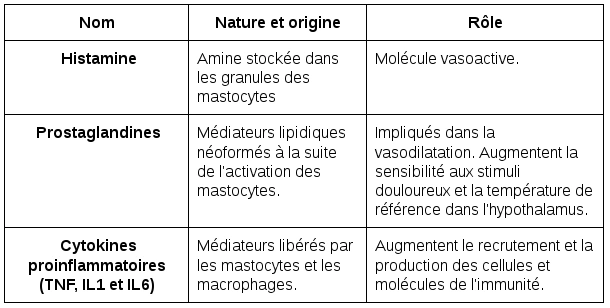 Nom
Nature et origine
Rôle
Histamine
Amine stockée dans
les granules des
mastocytes
Molécule vasoactive.
Prostaglandines
Médiateurs lipidiques
néoformés à la suite
de l'activation des
mastocytes.
Impliqués dans la
vasodilatation. Augmentent la
sensibilité aux stimuli
douloureux et la température de
référence dans l'hypothalamus.
Cytokines
proinflammatoires
(TNF, IL1 et IL6)
Médiateurs libérés par
les mastocytes et les
macrophages.
Augmentent le recrutement et la
production des cellules et
molécules de l'immunité.